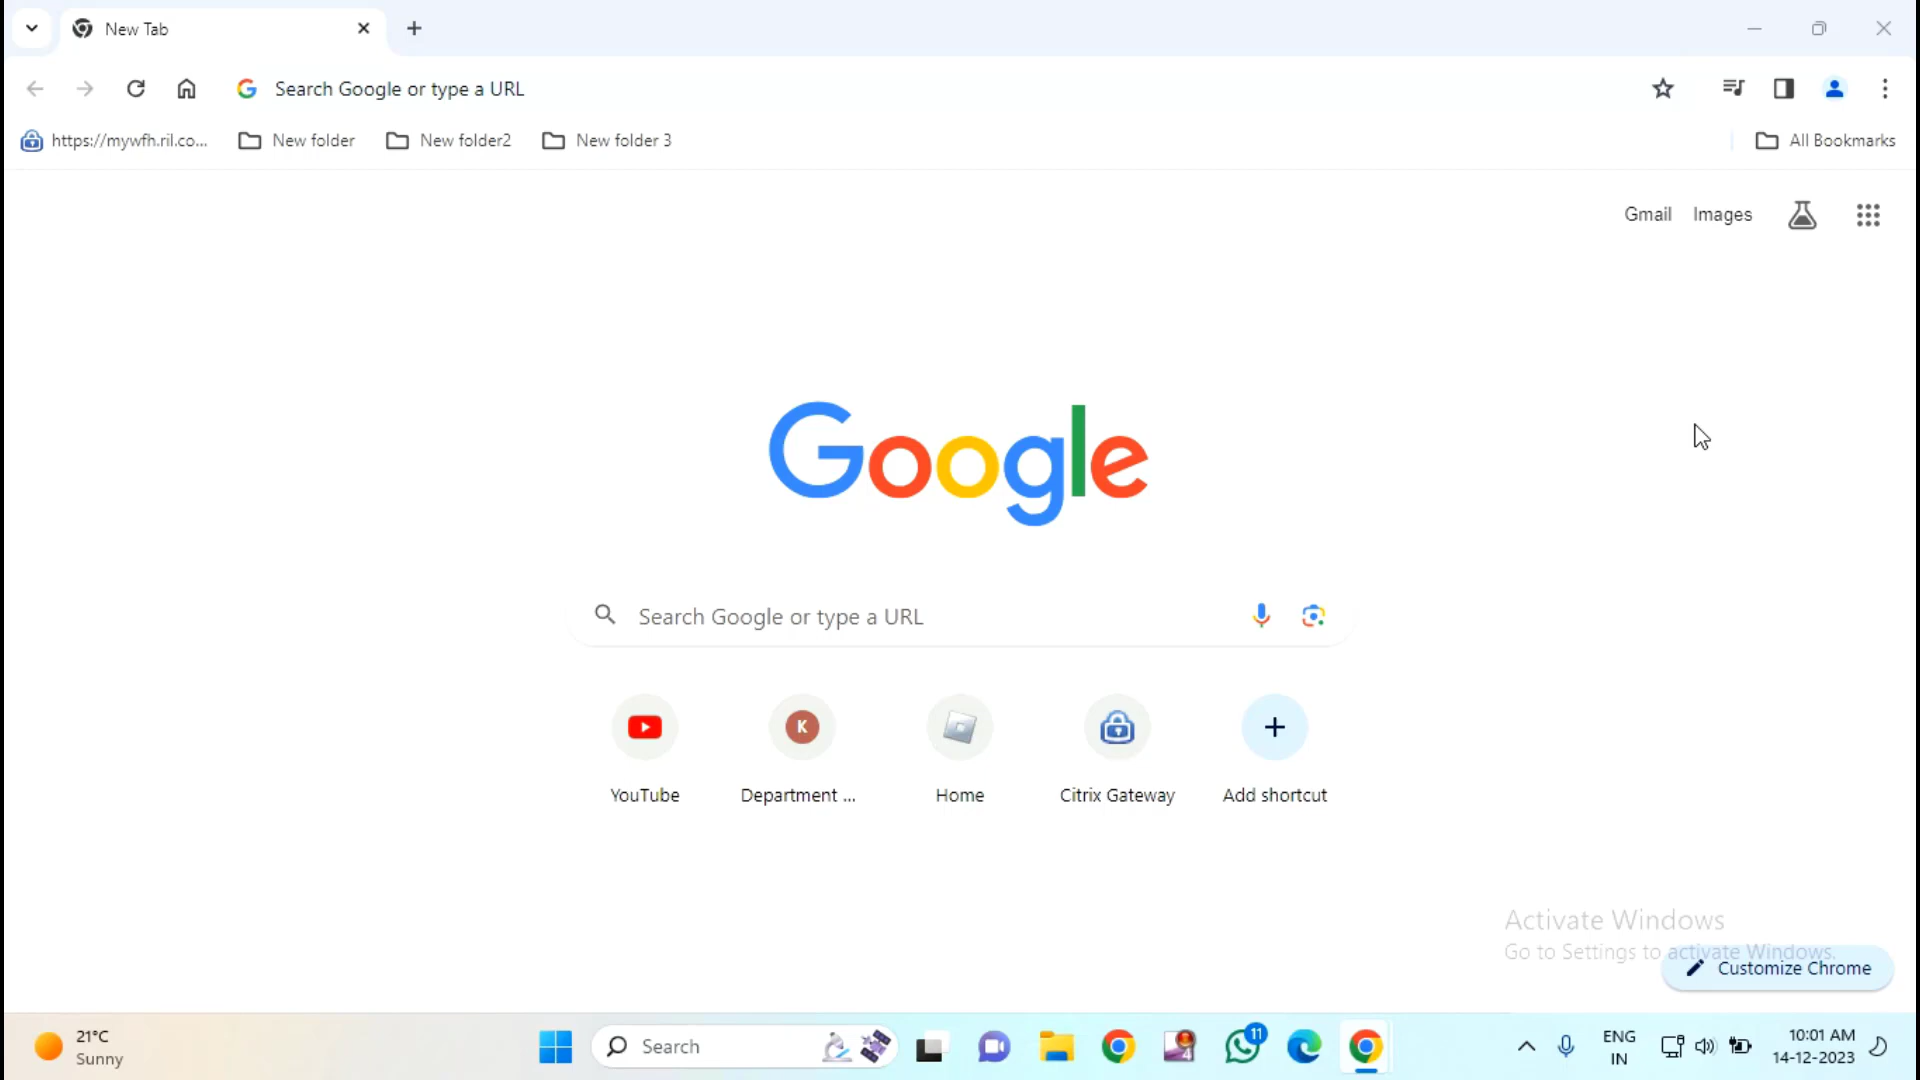 New Tab
Search Google or type a URL
https://mywfh.ril.co...
New folder
New folder2
New folder 3
All Bookmarks
Gmail
Images
Google
Search Google or type a URL
K
YouTube
Department ...
Home
Citrix Gateway
Add shortcut
Activate Windows
Go to Settings to activate Windows.
Customize Chrome
21°C
Sunny
Search
4
11
ENG
IN
10:01 AM
14-12-2023